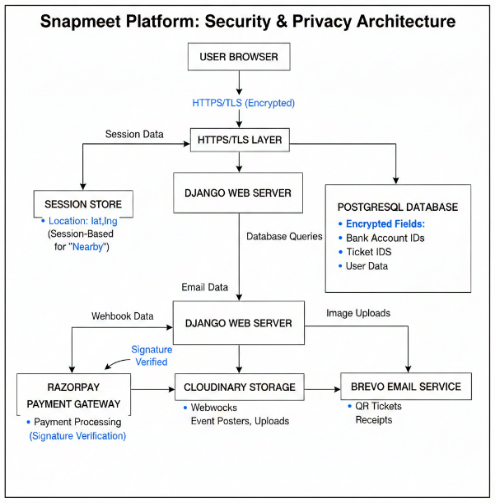 Snapmeet Platform: Security & Privacy Architecture
USER BROWSER
HTTPS/TLS (Encrypted)
Session Data
HTTPS/TLS LAYER
DJANGO WEB SERVER
SESSION STORE
• Location: lat,lng
(Session-Based
for "Nearby")
POSTGRESQL DATABASE
• Encrypted Fields:
• Bank Account IDs
• Ticket IDS
• User Data
Database Queries
Email Data
Wehbook Data
DJANGO WEB SERVER
Image Uploads
Signature
Verified
RAZORPAY
PAYMENT GATEWAY
• Payment Processing
(Signature Verification)
CLOUDINARY STORAGE
• Webwocks
Event Posters, Uploads
BREVO EMAIL SERVICE
• QR Tickets
Receipts